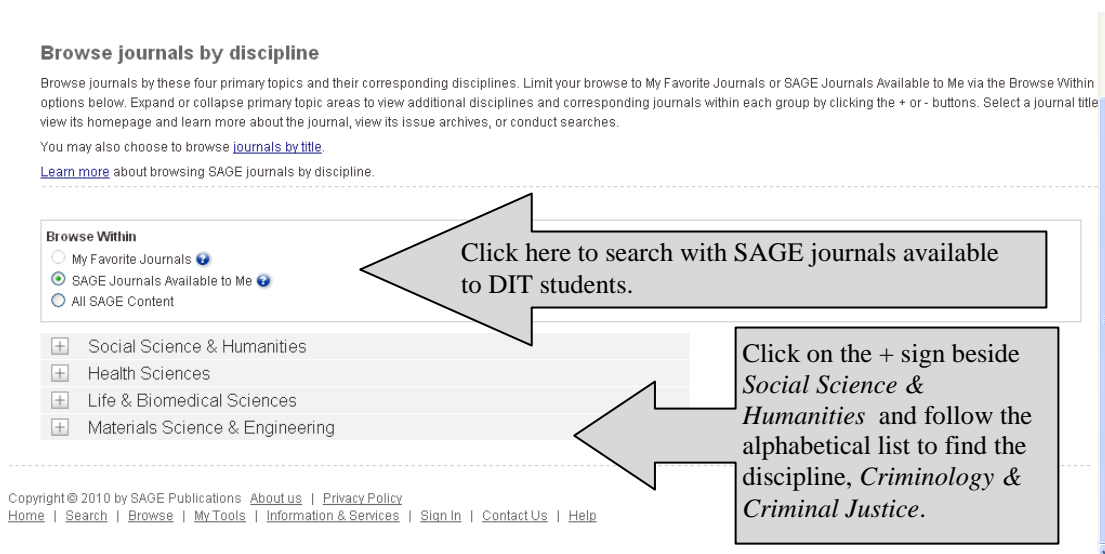 Browse journals by discipline
Browse journals by these four primary topics and their corresponding disciplines. Limit your browse to My Favorite Journals or SAGE Journals Available to Me via the Browse Within
options below. Expand or collapse primary topic areas to view additional disciplines and corresponding journals within each group by clicking the + or - buttons. Select a journal title
view its homepage and learn more about the journal, view its issue archives, or conduct searches.
You may also choose to browse journals by title.
Learn more about browsing SAGE journals by discipline.
Browse Within
My Favorite Journals ?
SAGE Journals Available to Me ?
All SAGE Content
Click here to search with SAGE journals available
to DIT students.
+ Social Science & Humanities
+ Health Sciences
+ Life & Biomedical Sciences
+ Materials Science & Engineering
Click on the + sign beside
Social Science &
Humanities and follow the
alphabetical list to find the
discipline, Criminology &
Criminal Justice.
Copyright © 2010 by SAGE Publications About us | Privacy Policy
Home | Search | Browse | My Tools | Information & Services | Sign In | Contact Us | Help